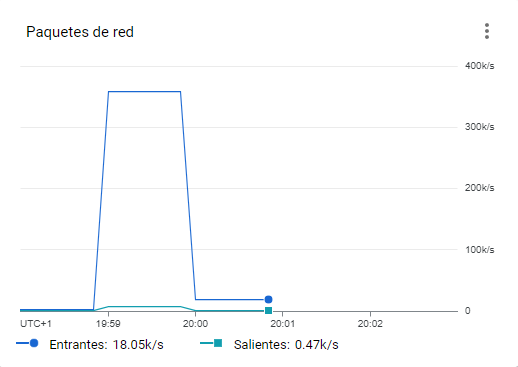 Paquetes de red
400k/s
300k/s
200k/s
100k/s
0
UTC+1 19:59 20:00 20:01 20:02
Entrantes: 18.05k/s Salientes: 0.47k/s